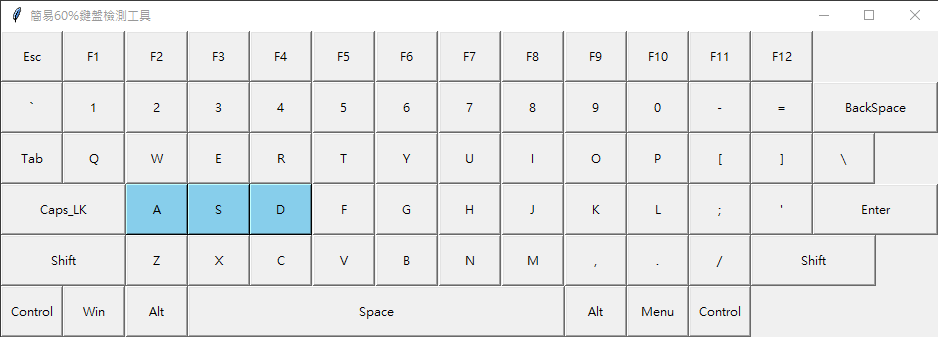 簡易60%鍵盤檢測工具
Esc F1 F2 F3 F4 F5 F6 F7 F8 F9 F10 F11 F12
` 1 2 3 4 5 6 7 8 9 0 - = BackSpace
Tab Q W E R T Y U I O P [ ] \
Caps_LK A S D F G H J K L ; ' Enter
Shift Z X C V B N M , . / Shift
Control Win Alt Space Alt Menu Control